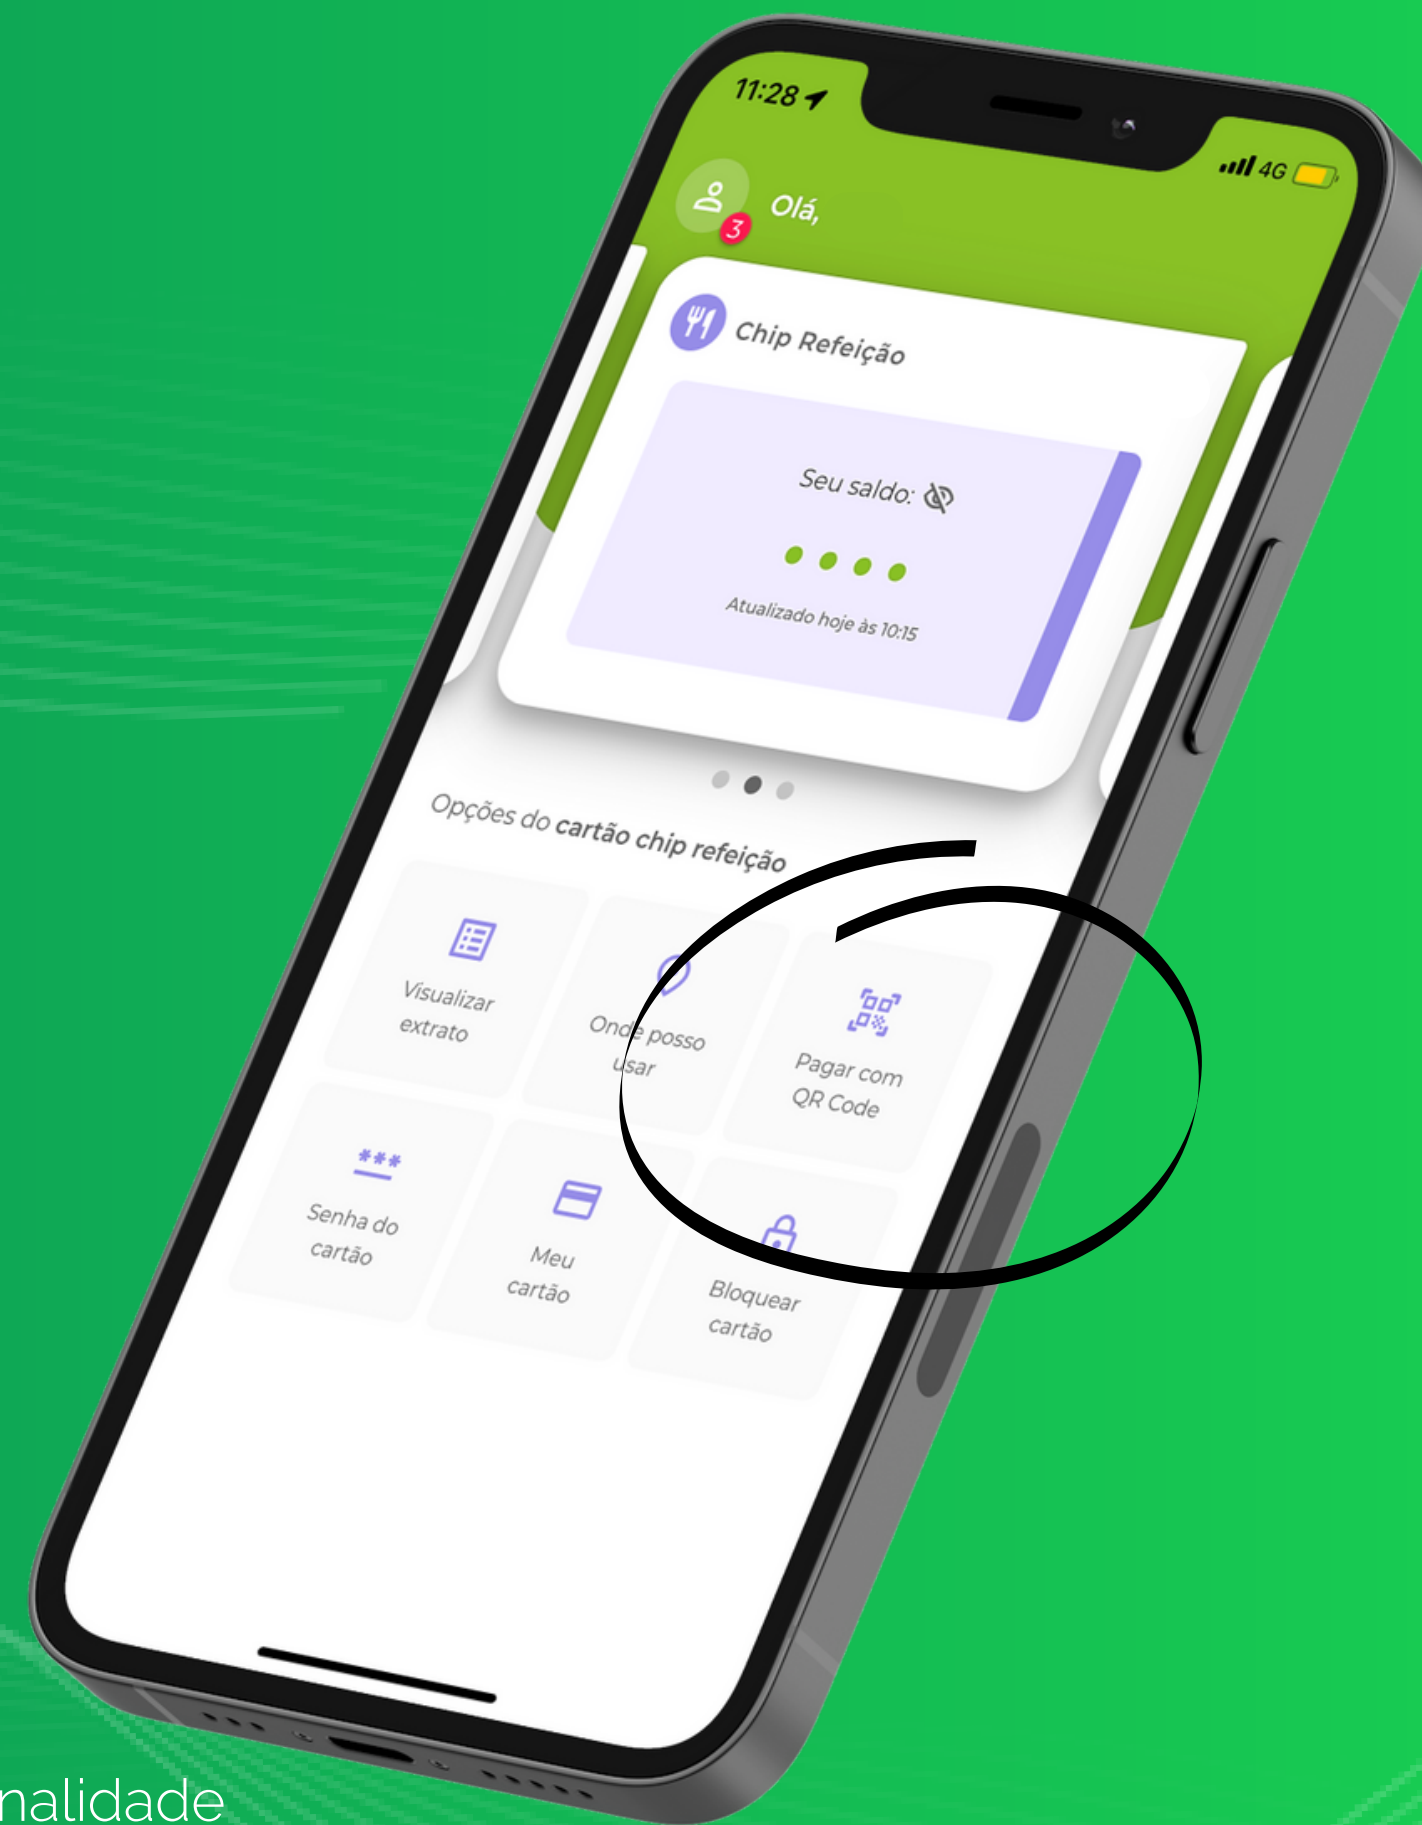 11:28
4G
3
Olá,
Chip Refeição
Seu saldo:
Atualizado hoje às 10:15
Opções do cartão chip refeição
Visualizar
extrato
Onde posso
usar
Pagar com
QR Code
***
Senha do
cartão
Meu
cartão
Bloquear
cartão
nalidade